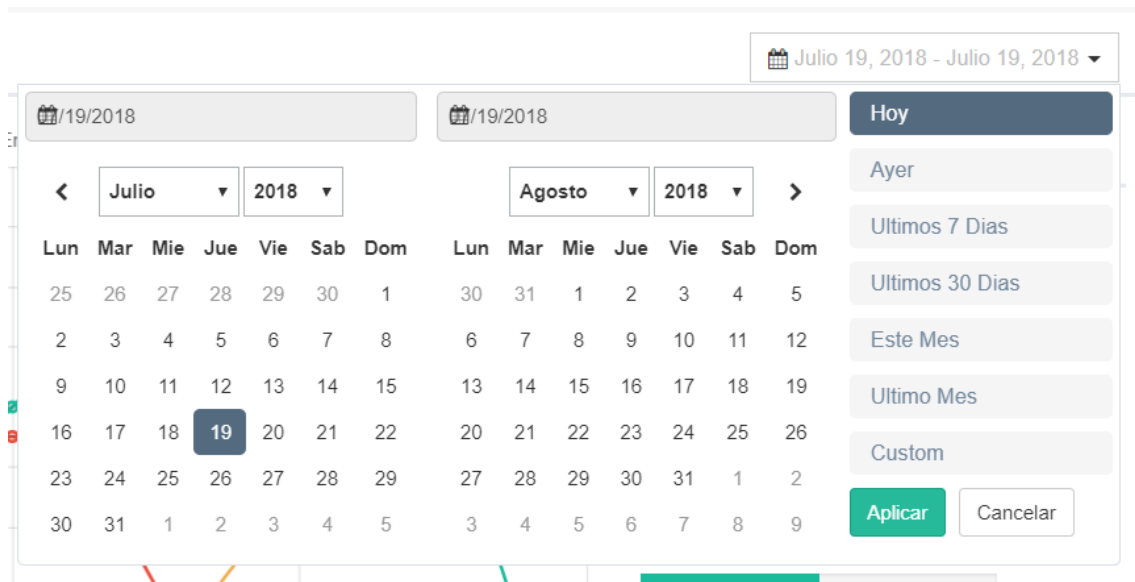 Julio 19, 2018 - Julio 19, 2018
/19/2018
/19/2018
Hoy
Ayer
Ultimos 7 Dias
Ultimos 30 Dias
Este Mes
Ultimo Mes
Custom
Aplicar Cancelar
Julio 2018
Lun Mar Mie Jue Vie Sab Dom
25 26 27 28 29 30 1
2 3 4 5 6 7 8
9 10 11 12 13 14 15
16 17 18 19 20 21 22
23 24 25 26 27 28 29
30 31 1 2 3 4 5
Agosto 2018
Lun Mar Mie Jue Vie Sab Dom
30 31 1 2 3 4 5
6 7 8 9 10 11 12
13 14 15 16 17 18 19
20 21 22 23 24 25 26
27 28 29 30 31 1 2
3 4 5 6 7 8 9